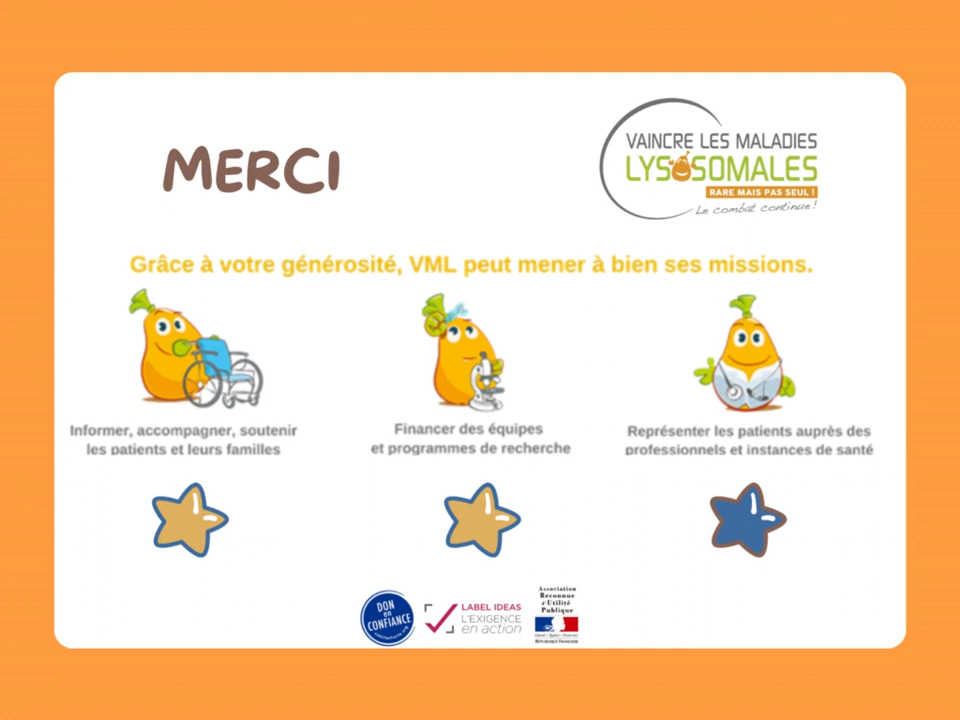 MERCI
VAINCRE LES MALADIES
LYSOSOMALES
RARE MAIS PAS SEUL !
Le combat continue !
Grâce à votre générosité, VML peut mener à bien ses missions.
Informer, accompagner, soutenir
les patients et leurs familles
Financer des équipes
et programmes de recherche
Représenter les patients auprès des
professionnels et instances de santé
DON
en
CONFIANCE
LABEL IDEAS
L'EXIGENCE
en action
Association
Reconnue
d'Utilité
Publique
RÉPUBLIQUE FRANÇAISE